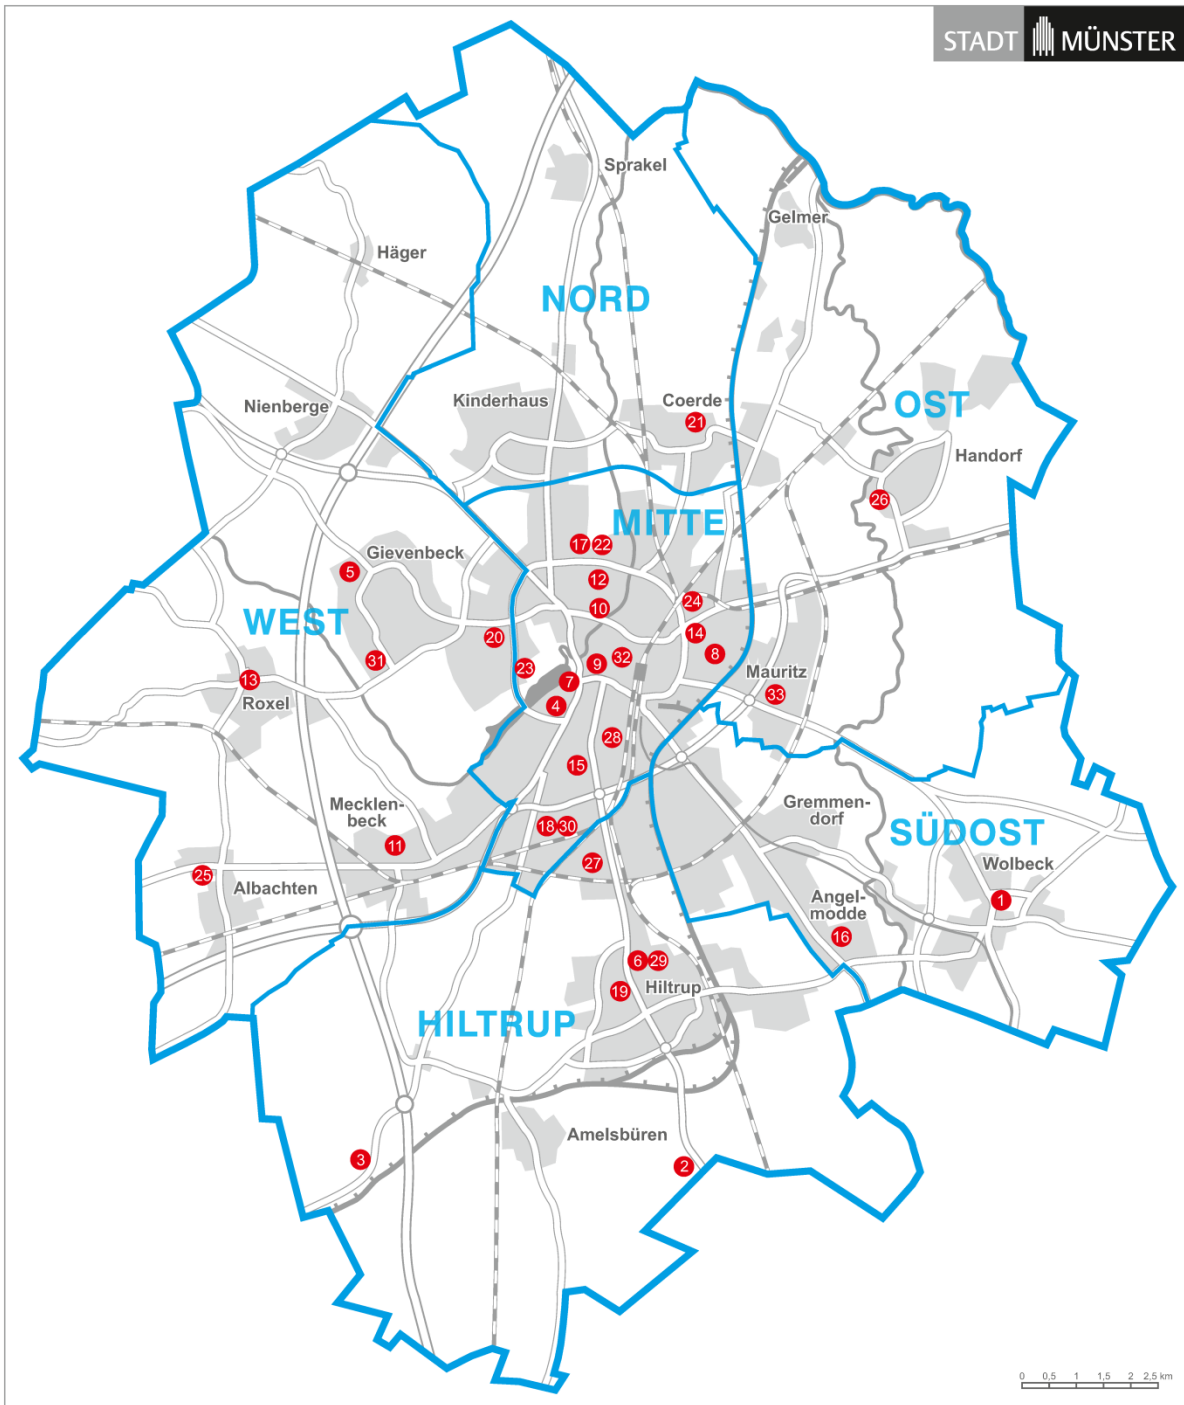 STADT MÜNSTER
Sprakel
Gelmer
Häger
NORD
Nienberge
Kinderhaus
Coerde
21
OST
Handorf
26
MITTE
17 22
Gievenbeck
5
12
10
24
WEST
20
14
31
23
9
32
8
13
Roxel
7
Mauritz
33
4
28
15
Mecklen-
beck
11
18 30
27
Gremmen-
dorf
SÜDOST
Wolbeck
25
Albachten
Angel-
modde
1
16
6 29
19
Hiltrup
HILTRUP
Amelsbüren
3
2
0 0,5 1 1,5 2 2,5 km